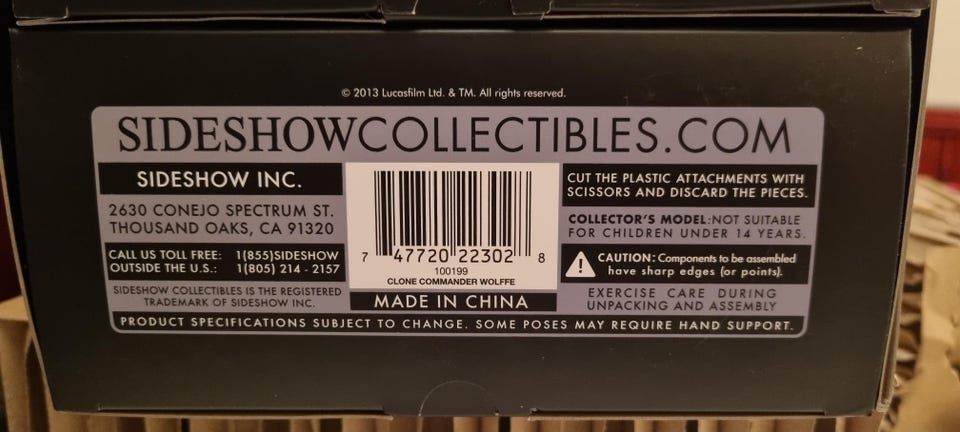 © 2013 Lucasfilm Ltd. & TM. All rights reserved.
SIDESHOWCOLLECTIBLES.COM
SIDESHOW INC.
2630 CONEJO SPECTRUM ST.
THOUSAND OAKS, CA 91320
CALL US TOLL FREE: 1(855)SIDESHOW
OUTSIDE THE U.S.: 1(805) 214 - 2157
SIDESHOW COLLECTIBLES IS THE REGISTERED
TRADEMARK OF SIDESHOW INC.
7 47720 22302 8
100199
CLONE COMMANDER WOLFFE
MADE IN CHINA
CUT THE PLASTIC ATTACHMENTS WITH
SCISSORS AND DISCARD THE PIECES.
COLLECTOR'S MODEL:NOT SUITABLE
FOR CHILDREN UNDER 14 YEARS.
CAUTION: Components to be assembled
have sharp edges (or points).
EXERCISE CARE DURING
UNPACKING AND ASSEMBLY
PRODUCT SPECIFICATIONS SUBJECT TO CHANGE. SOME POSES MAY REQUIRE HAND SUPPORT.